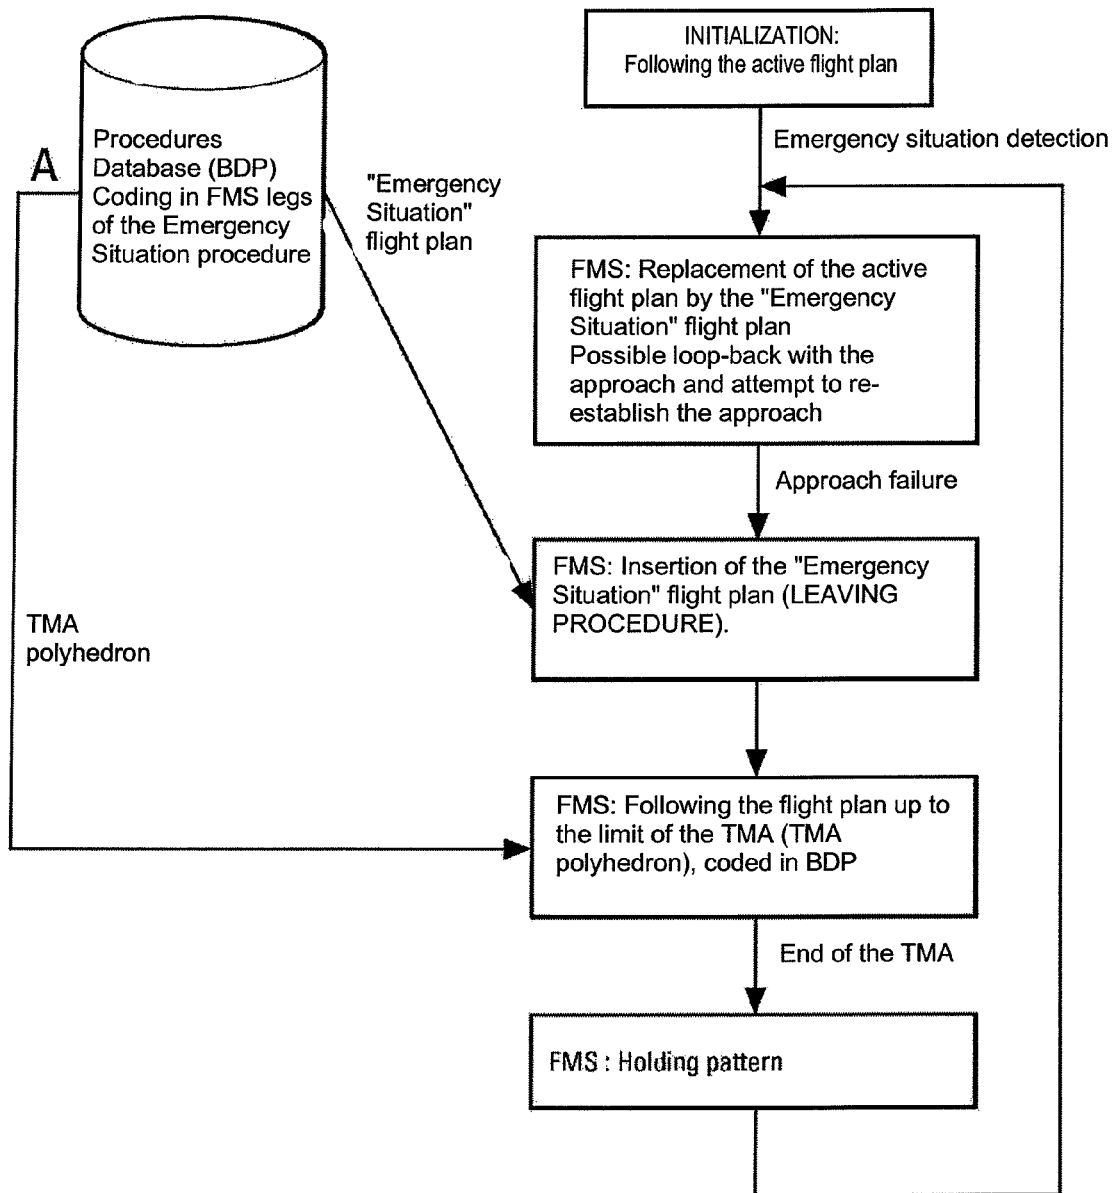 INITIALIZATION:
Following the active flight plan
Emergency situation detection
A
Procedures
Database (BDP)
Coding in FMS legs
of the Emergency
Situation procedure
"Emergency
Situation"
flight plan
FMS: Replacement of the active
flight plan by the "Emergency
Situation" flight plan
Possible loop-back with the
approach and attempt to re-
establish the approach
Approach failure
FMS: Insertion of the "Emergency
Situation" flight plan (LEAVING
PROCEDURE).
TMA
polyhedron
FMS: Following the flight plan up to
the limit of the TMA (TMA
polyhedron), coded in BDP
End of the TMA
FMS : Holding pattern